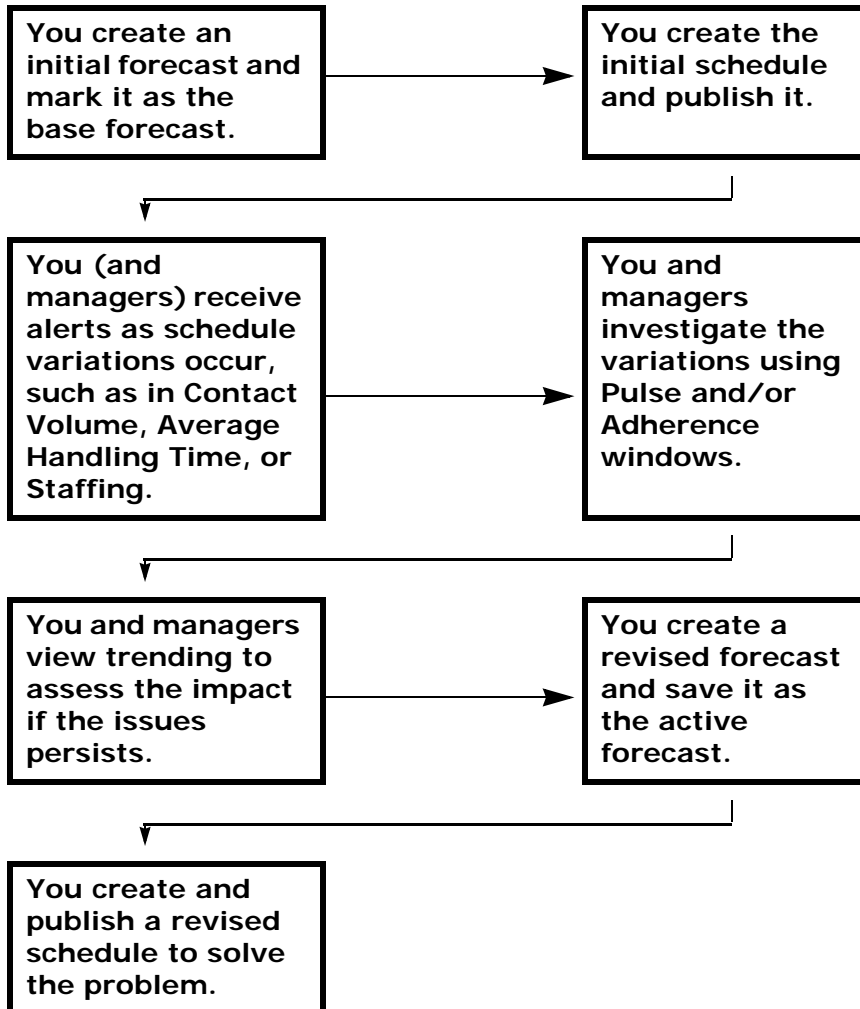 You create an
initial forecast and
mark it as the
base forecast.
You create the
initial schedule
and publish it.
You (and
managers) receive
alerts as schedule
variations occur,
such as in Contact
Volume, Average
Handling Time, or
Staffing.
You and
managers
investigate the
variations using
Pulse and/or
Adherence
windows.
You and managers
view trending to
assess the impact
if the issues
persists.
You create a
revised forecast
and save it as
the active
forecast.
You create and
publish a revised
schedule to solve
the problem.